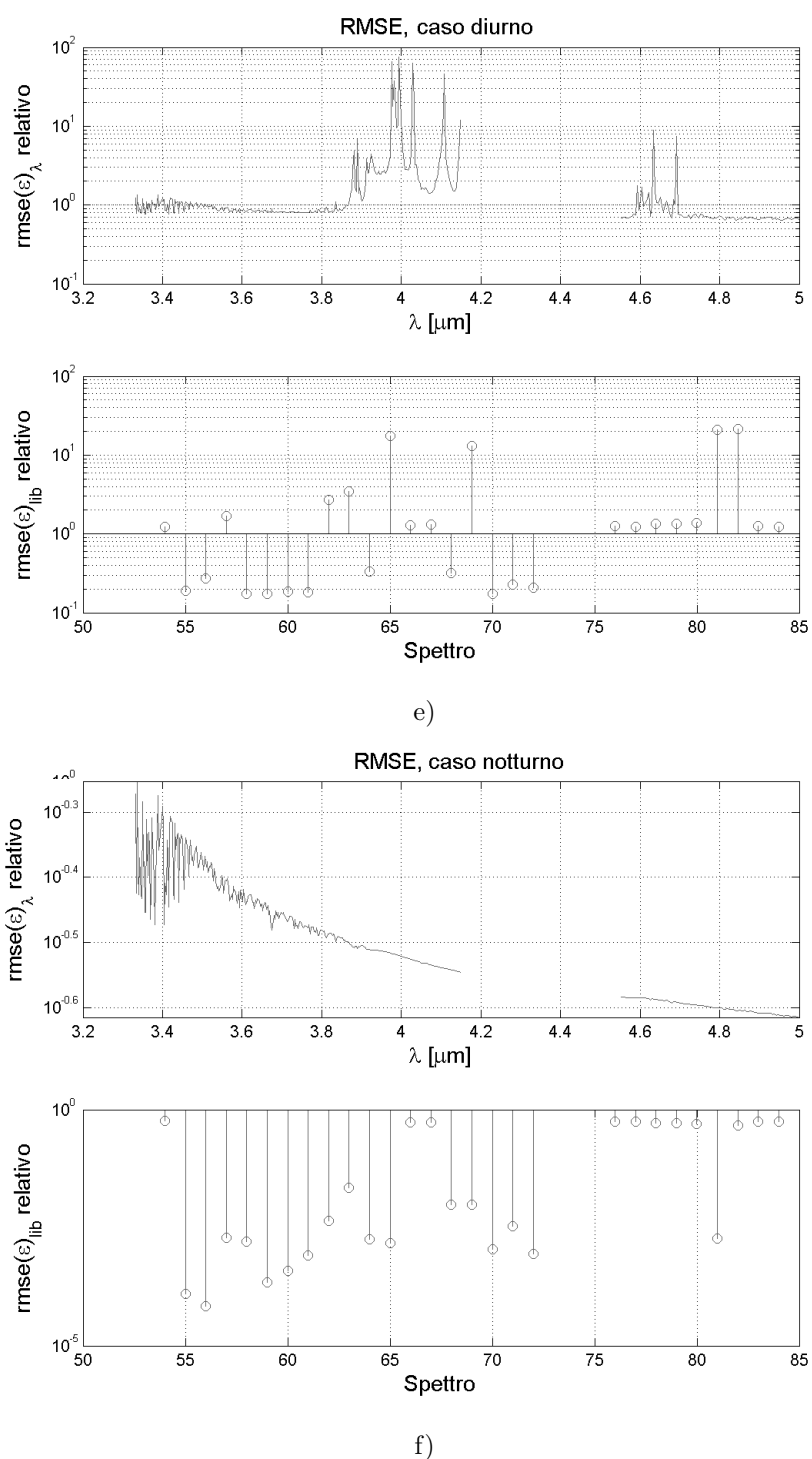 RMSE, caso diurno
10^2
10^1
10^0
10^-1
rmse(ε)_λ relativo
3.2 3.4 3.6 3.8 4 4.2 4.4 4.6 4.8 5
λ [μm]
10^2
10^1
10^0
10^-1
rmse(ε)_lib relativo
50 55 60 65 70 75 80 85
Spettro
e)
RMSE, caso notturno
10^0
10^-0.3
10^-0.4
10^-0.5
10^-0.6
rmse(ε)_λ relativo
3.2 3.4 3.6 3.8 4 4.2 4.4 4.6 4.8 5
λ [μm]
10^0
10^-5
rmse(ε)_lib relativo
50 55 60 65 70 75 80 85
Spettro
f)